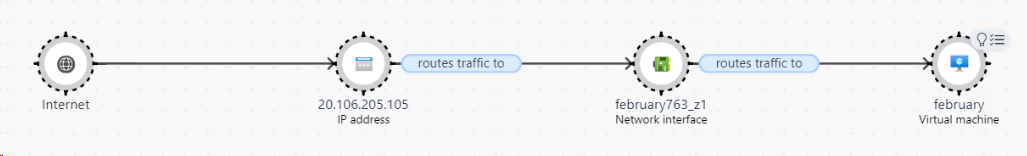 routes traffic to
routes traffic to
Internet
20.106.205.105
IP address
february763_z1
Network interface
february
Virtual machine